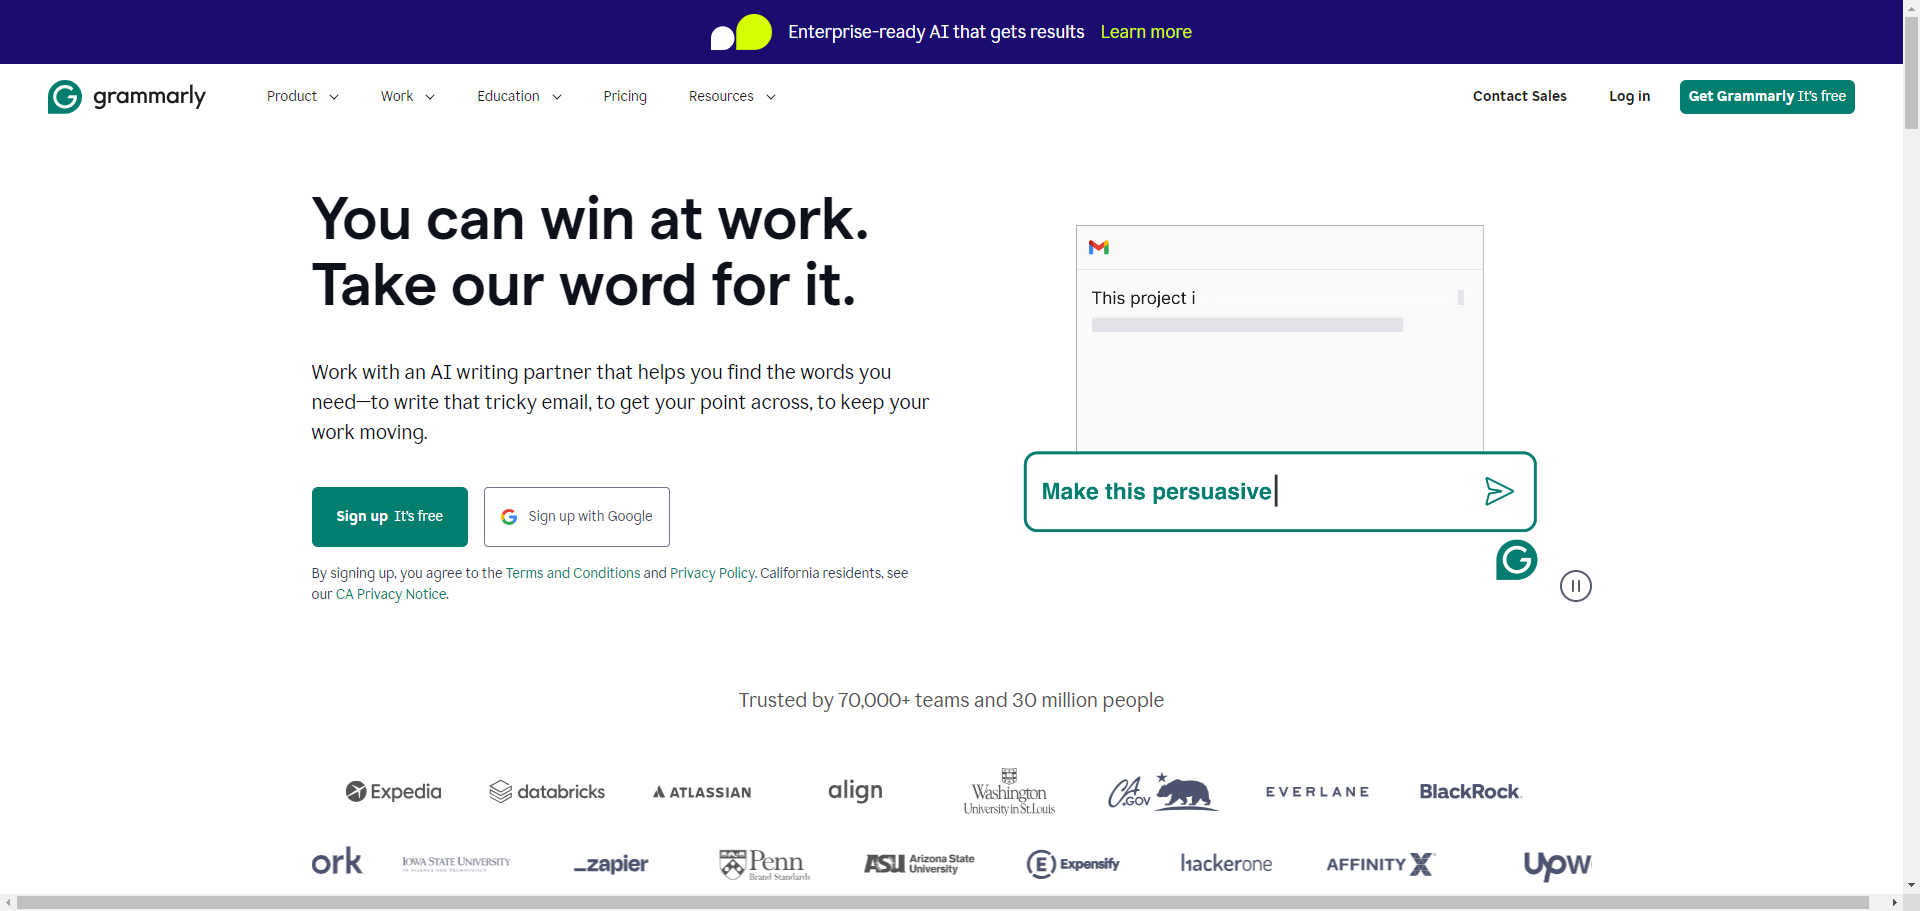 Enterprise-ready AI that gets results Learn more
grammarly Product Work Education Pricing Resources Contact Sales Log in Get Grammarly It's free
You can win at work.
Take our word for it.
Work with an AI writing partner that helps you find the words you
need—to write that tricky email, to get your point across, to keep your
work moving.
Sign up It's free Sign up with Google
By signing up, you agree to the Terms and Conditions and Privacy Policy. California residents, see
our CA Privacy Notice.
This project i
Make this persuasive
Trusted by 70,000+ teams and 30 million people
Expedia databricks ATLASSIAN align Washington University in St. Louis CA.GOV EVERLANE BlackRock.
ork IOWA STATE UNIVERSITY OF SCIENCE AND TECHNOLOGY zapier Penn Brand Standards ASU Arizona State University Expensify hackerone AFFINITY X Upw